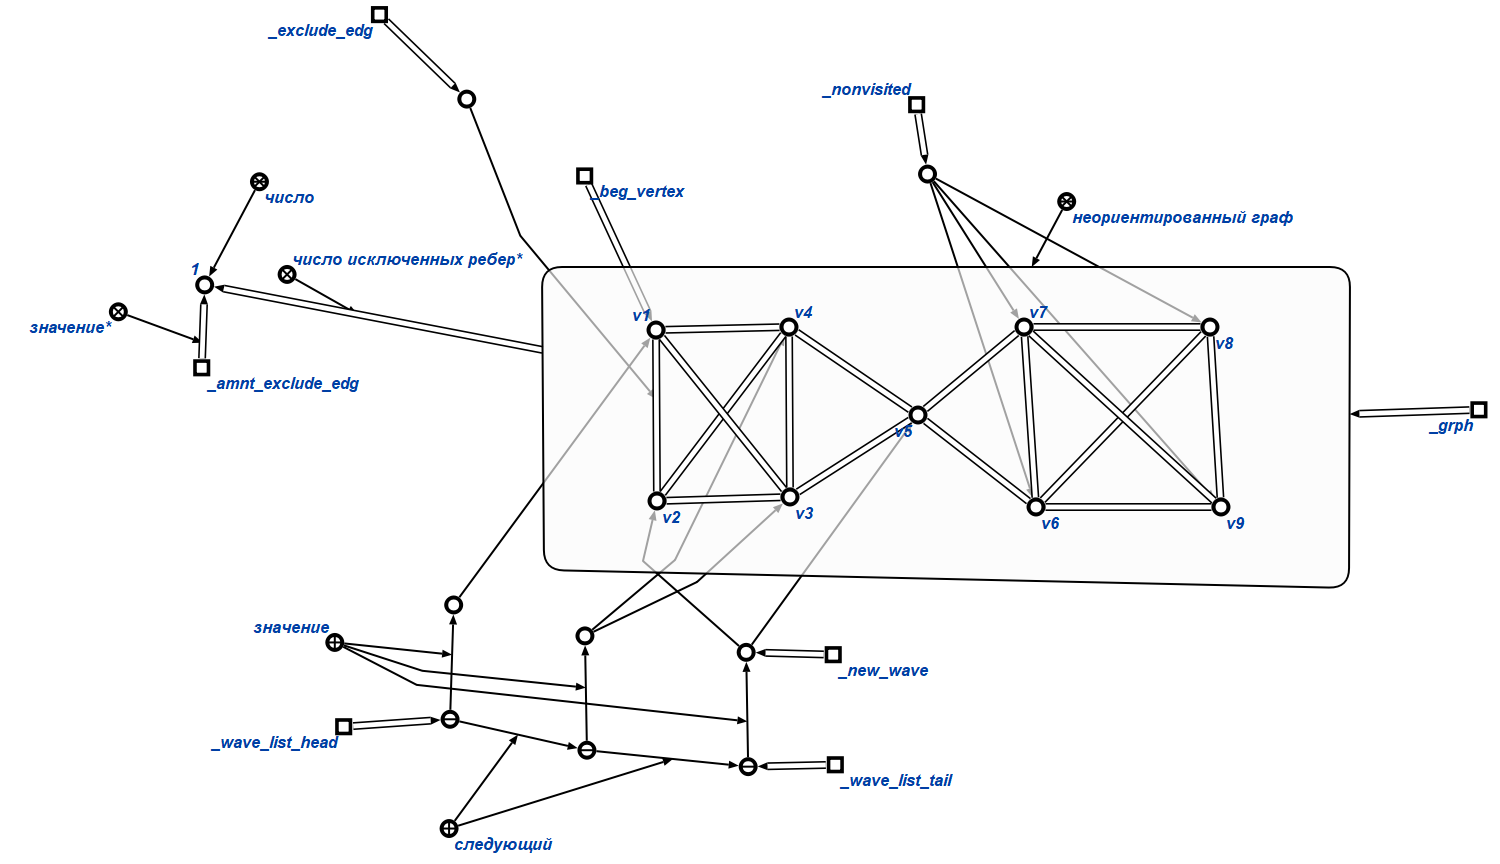 _exclude_edg
_nonvisited
число
_beg_vertex
неориентированный граф
1
число исключенных ребер*
значение*
v1
v4
v7
v8
_amnt_exclude_edg
v5
_grph
v2
v3
v6
v9
значение
_new_wave
_wave_list_head
_wave_list_tail
следующий